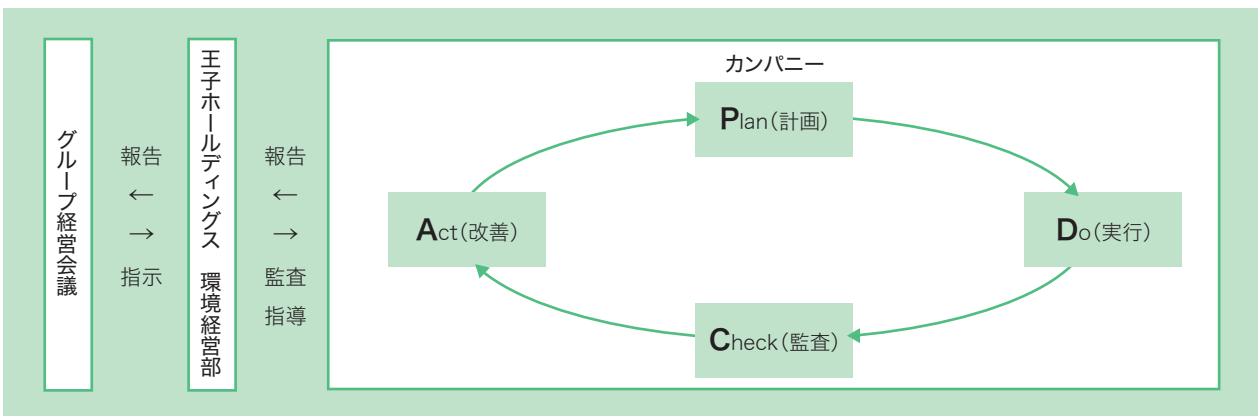 グループ経営会議
報告
←
→
指示
王子ホールディングス 環境経営部
報告
←
→
監査
指導
カンパニー
Plan(計画)
Do(実行)
Check(監査)
Act(改善)